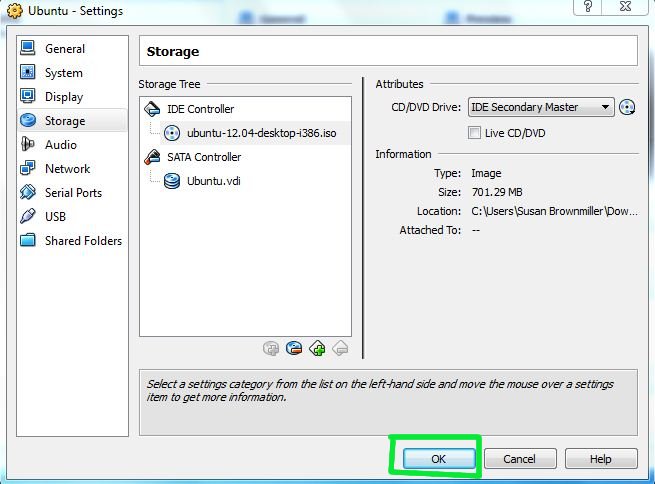 Ubuntu - Settings
General
System
Display
Storage
Audio
Network
Serial Ports
USB
Shared Folders
Storage
Storage Tree
IDE Controller
ubuntu-12.04-desktop-i386.iso
SATA Controller
Ubuntu.vdi
Attributes
CD/DVD Drive: IDE Secondary Master
Live CD/DVD
Information
Type: Image
Size: 701.29 MB
Location: C:\Users\Susan Brownmiller\Dow...
Attached To: --
Select a settings category from the list on the left-hand side and move the mouse over a settings
item to get more information.
OK Cancel Help